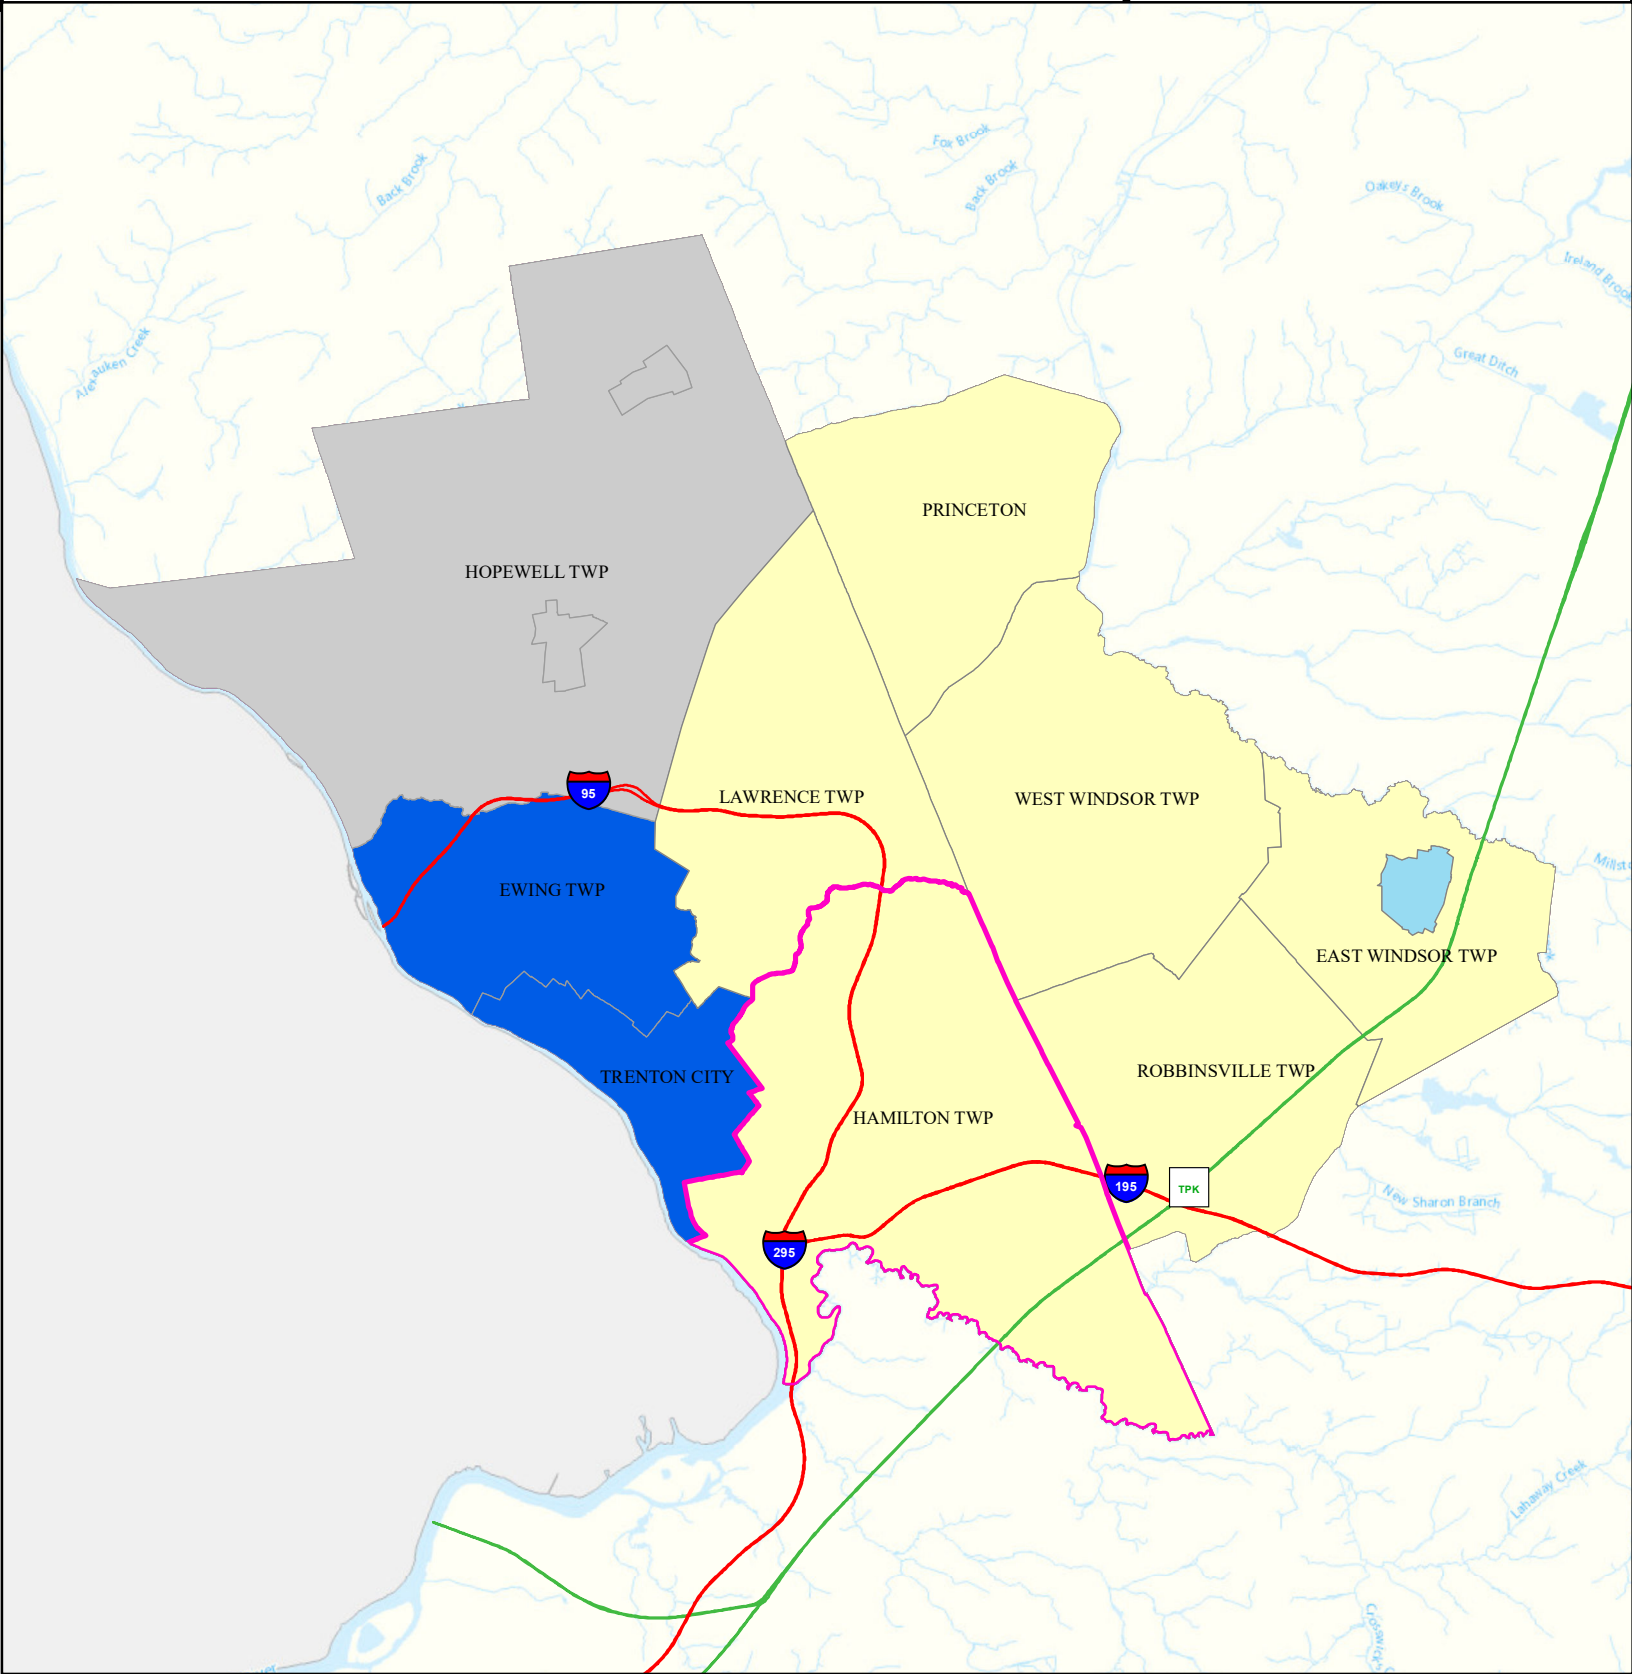 Fox Brook
Back Brook
Back Brook
Oakeys Brook
Ireland Brook
Alexauken Creek
Great Ditch
PRINCETON
HOPEWELL TWP
95
LAWRENCE TWP
WEST WINDSOR TWP
EWING TWP
EAST WINDSOR TWP
TRENTON CITY
ROBBINSVILLE TWP
HAMILTON TWP
195
TPK
New Sharon Branch
295
Lahaway Creek